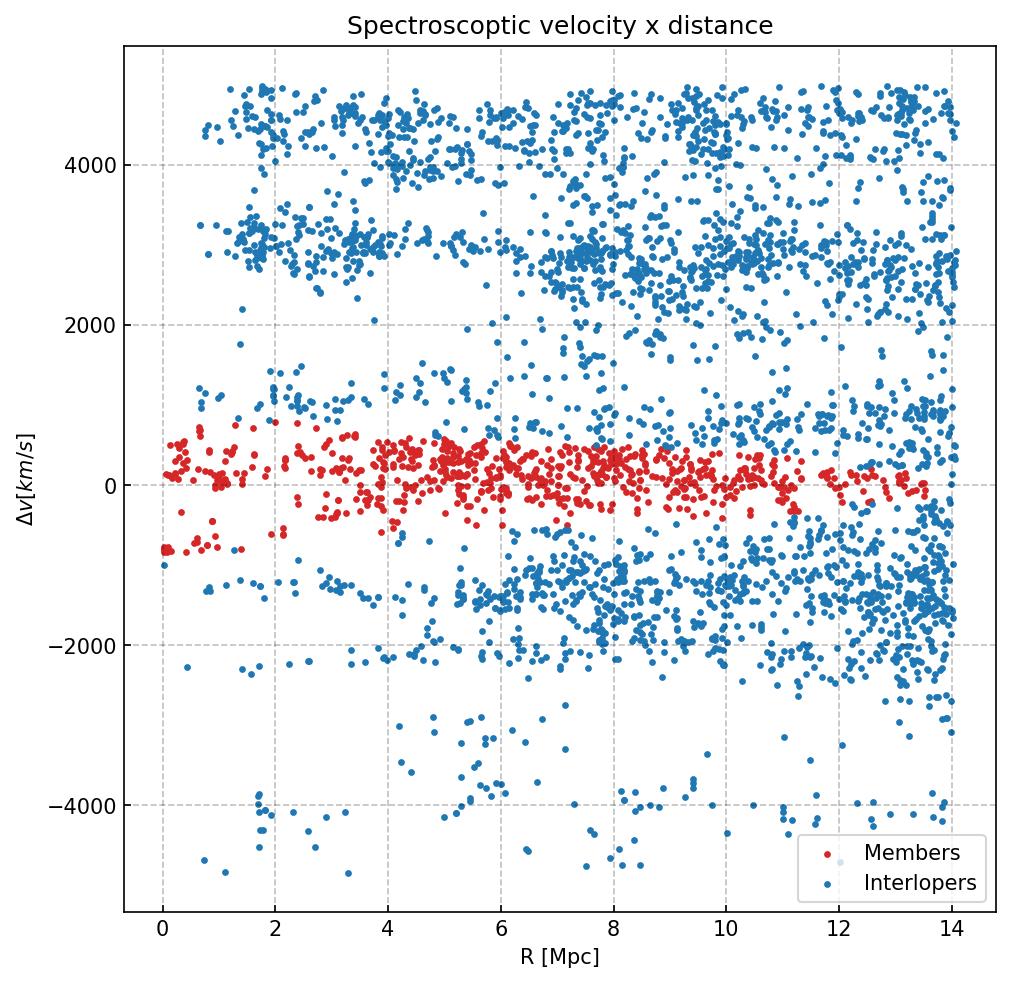 Spectroscoptic velocity x distance
4000
2000
0
−2000
−4000
Δv[km/s]
0 2 4 6 8 10 12 14
R [Mpc]
Members
Interlopers